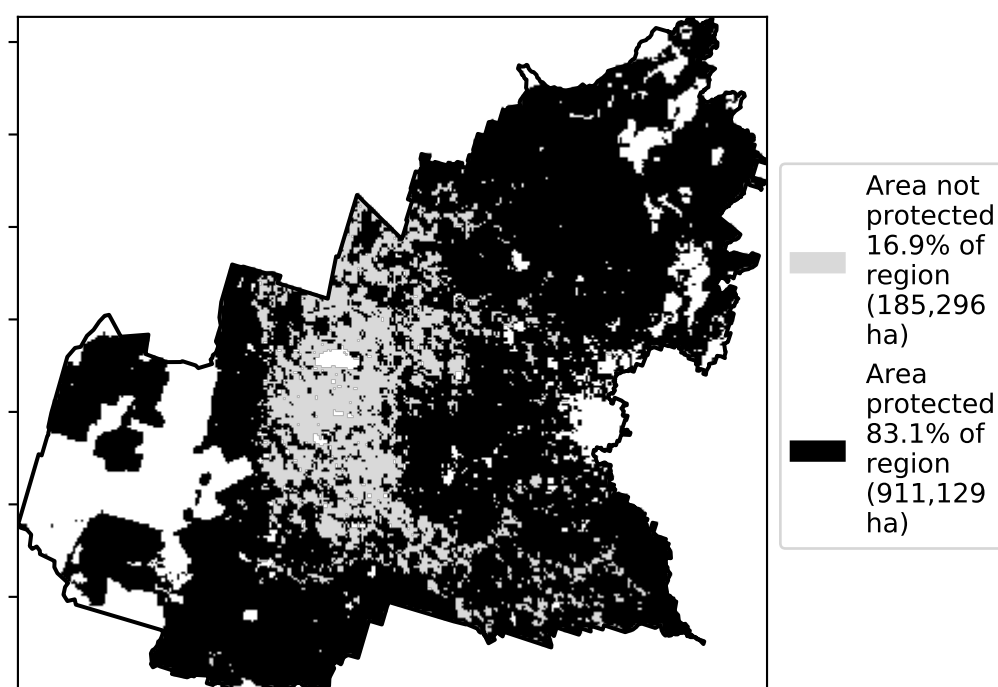 Area not
protected
16.9% of
region
(185,296
ha)
Area
protected
83.1% of
region
(911,129
ha)